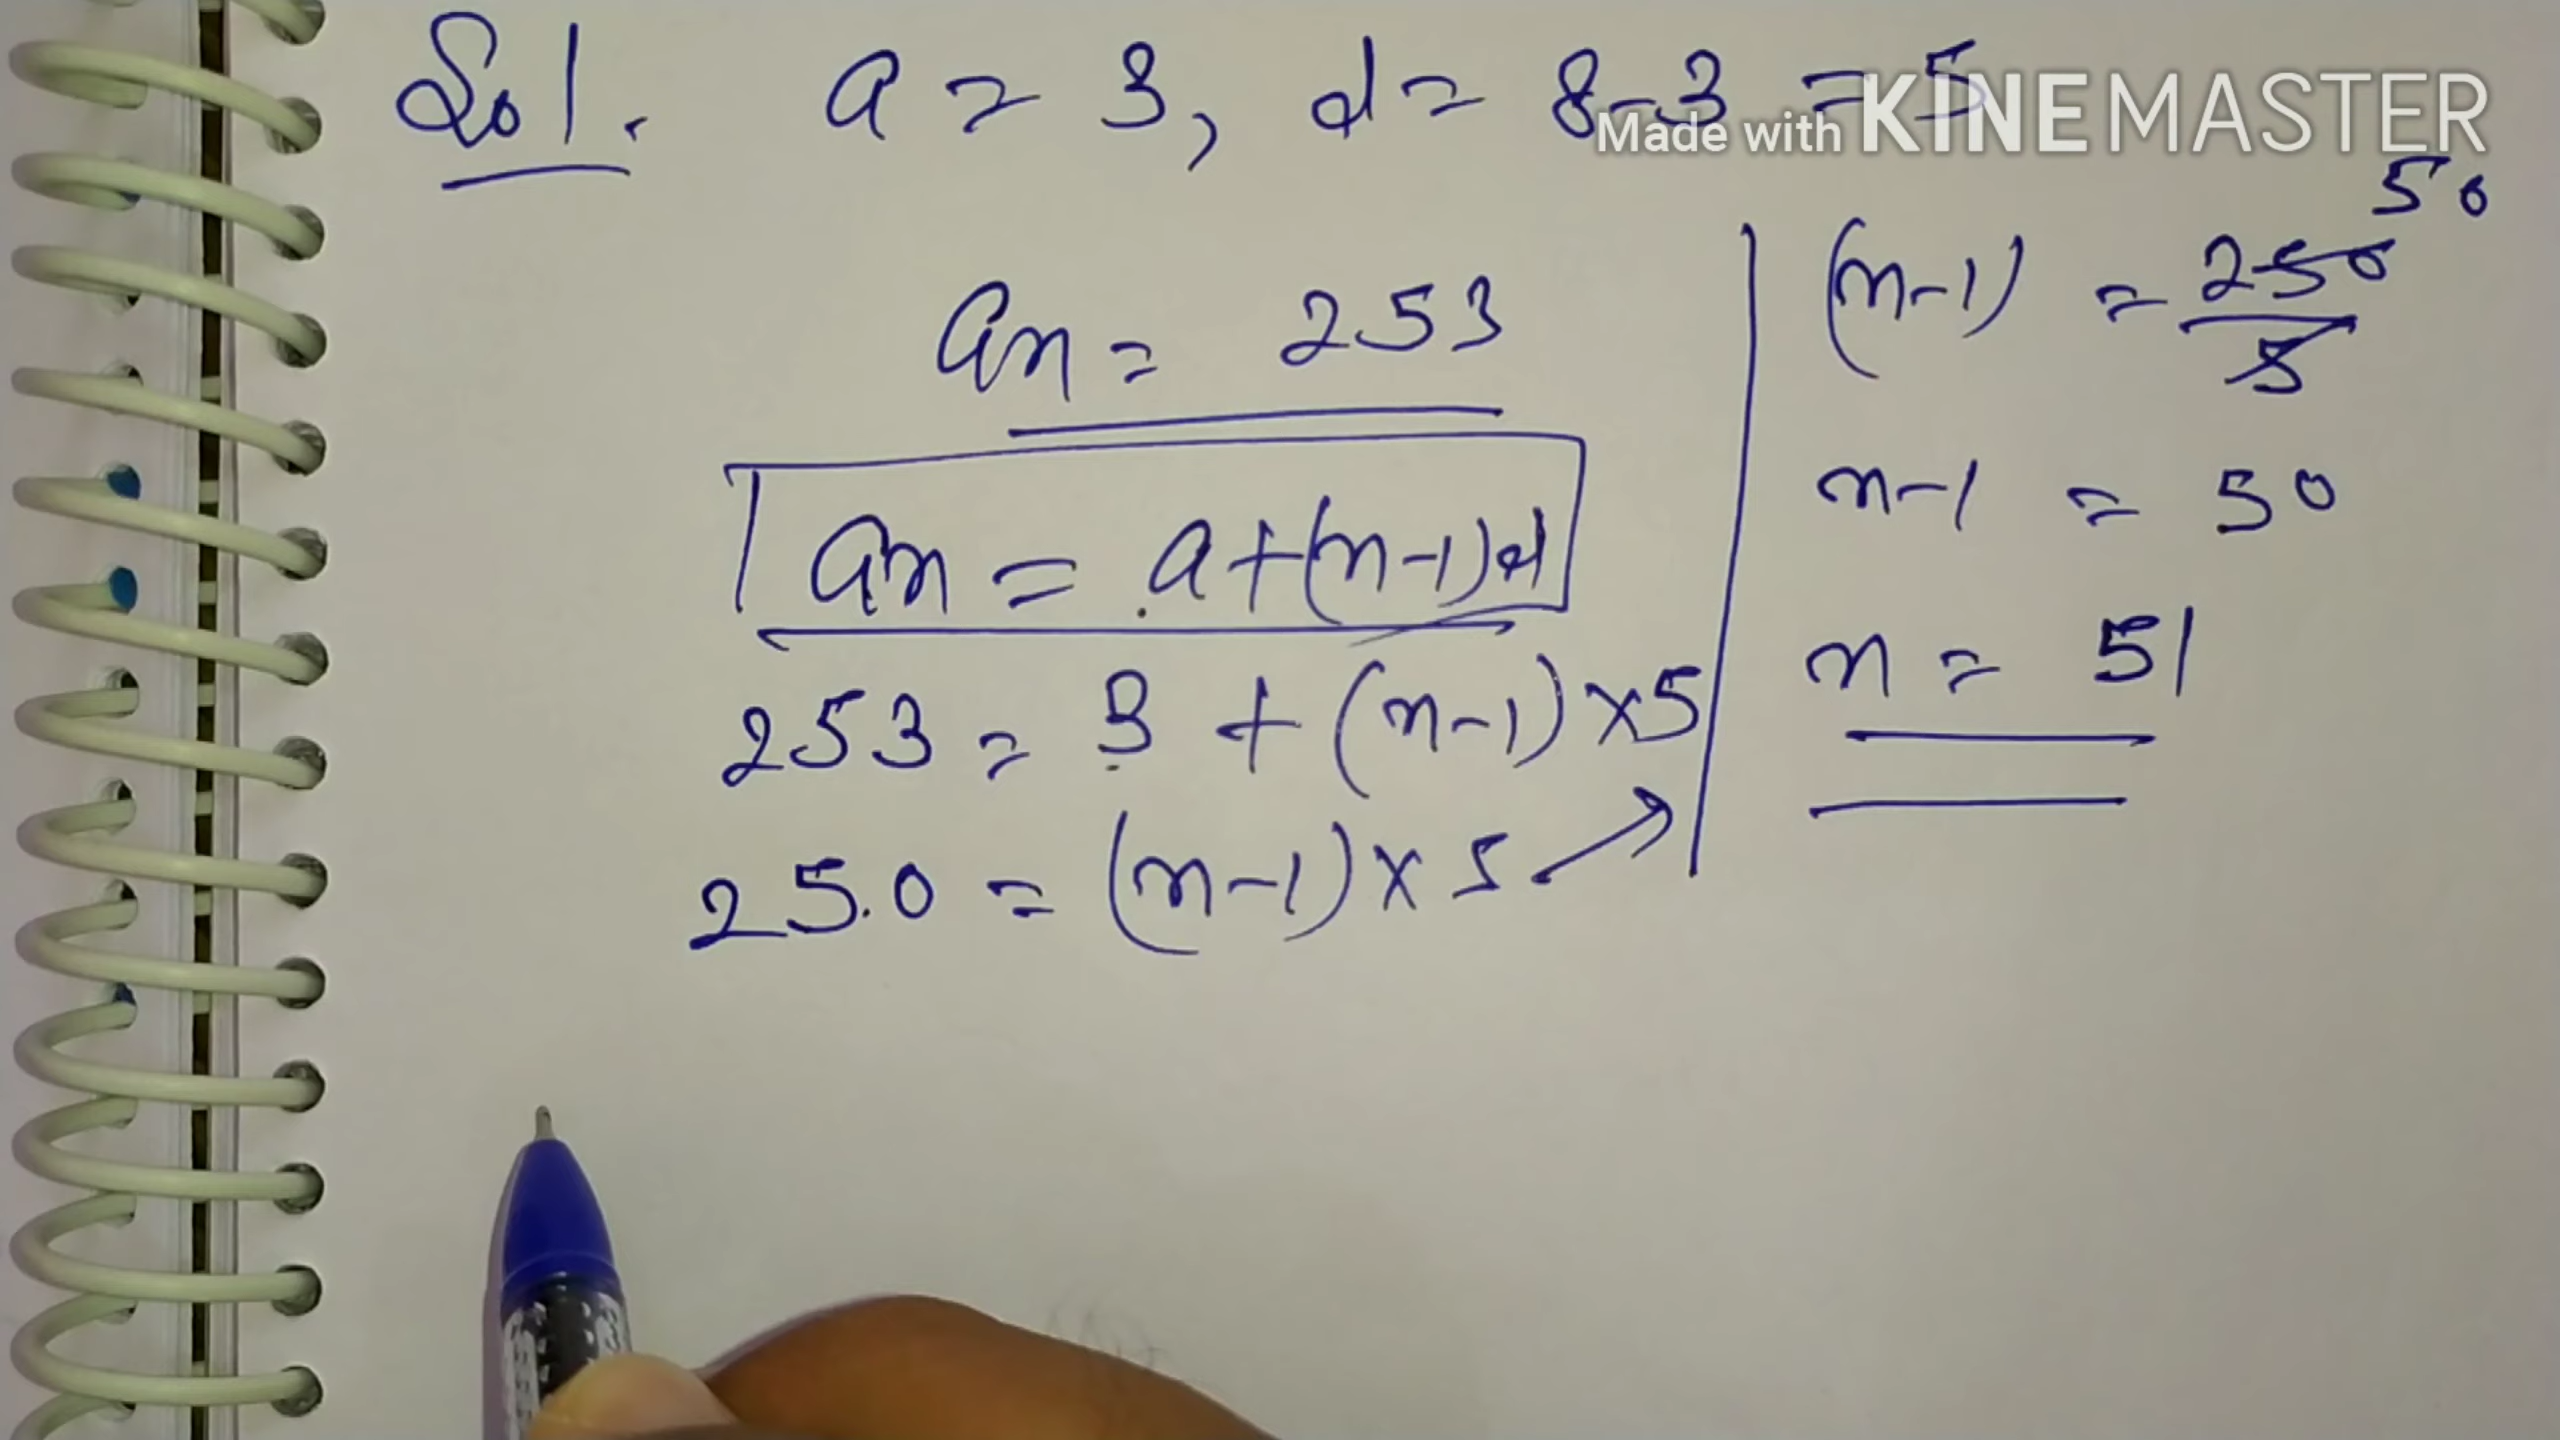 Sol. a = 3, d = 8-3 = 5
Made with KINEMASTER
an = 253
an = a+(n-1)d
253 = 3 + (n-1)×5
250 = (n-1)×5
50
(n-1) = 250/5
n-1 = 50
n = 51